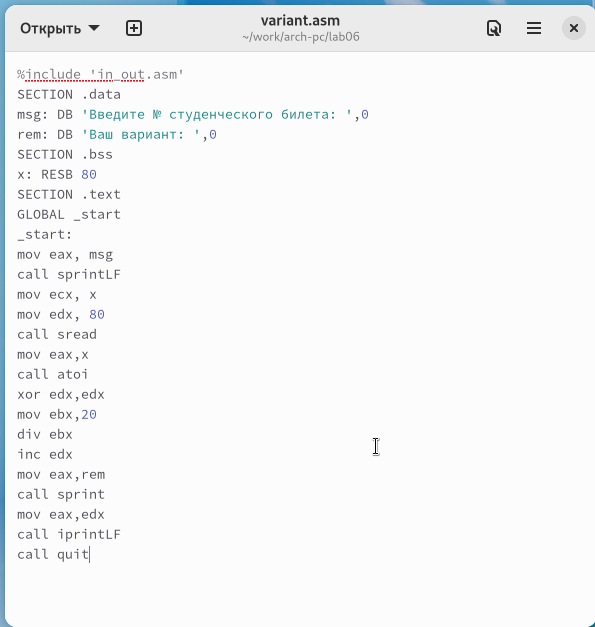 Открыть
variant.asm
~/work/arch-pc/lab06
%include 'in_out.asm'
SECTION .data
msg: DB 'Введите № студенческого билета: ',0
rem: DB 'Ваш вариант: ',0
SECTION .bss
x: RESB 80
SECTION .text
GLOBAL _start
_start:
mov eax, msg
call sprintLF
mov ecx, x
mov edx, 80
call sread
mov eax,x
call atoi
xor edx,edx
mov ebx,20
div ebx
inc edx
mov eax,rem
call sprint
mov eax,edx
call iprintLF
call quit